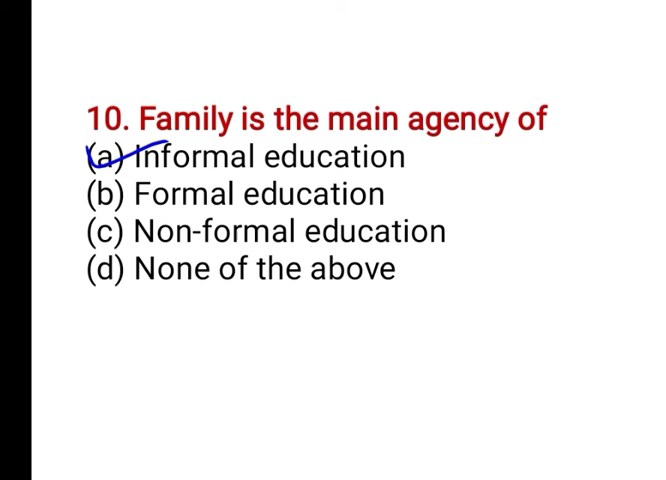 10. Family is the main agency of
(a) Informal education
(b) Formal education
(c) Non-formal education
(d) None of the above